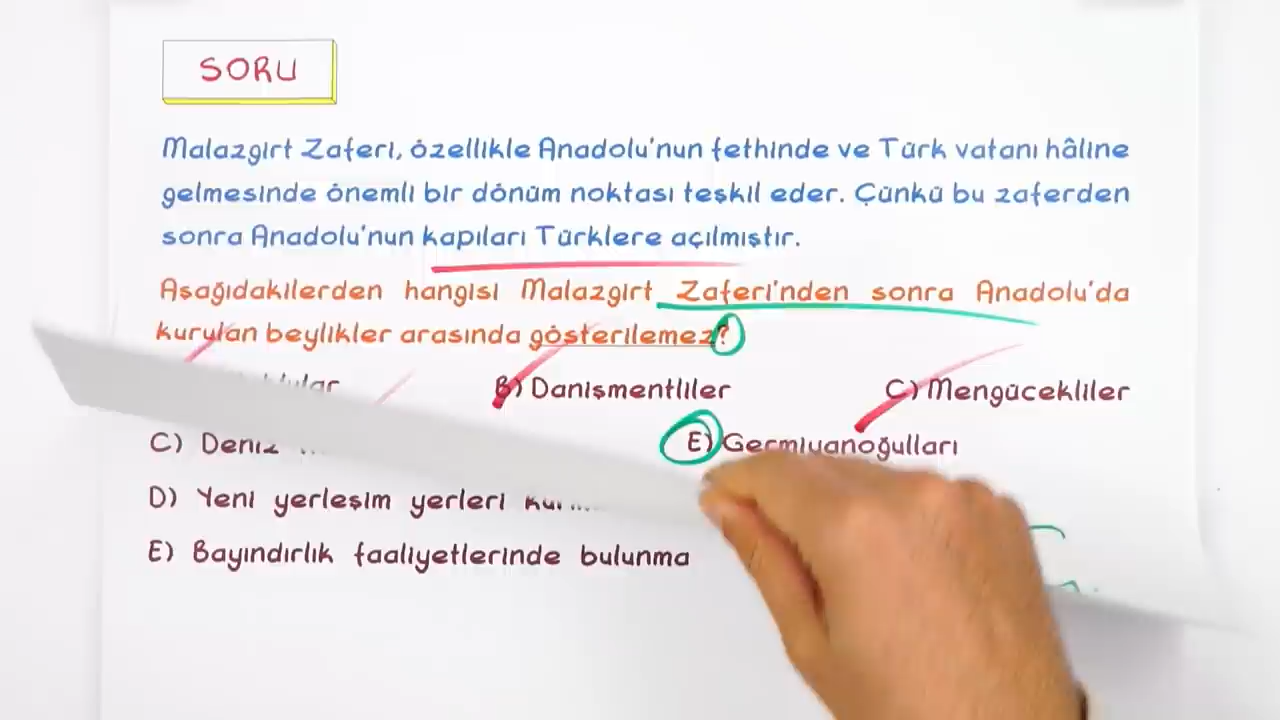 SORU
Malazgirt Zaferi, özellikle Anadolu'nun fethinde ve Türk vatanı hâline
gelmesinde önemli bir dönüm noktası teşkil eder. Çünkü bu zaferden
sonra Anadolu'nun kapıları Türklere açılmıştır.
Aşağıdakilerden hangisi Malazgirt Zaferi'nden sonra Anadolu'da
kurulan beylikler arasında gösterilemez?
B) Danişmentliler C) Mengücekliler
C) Deniz E) Germiyanoğulları
D) Yeni yerleşim yerleri
E) Bayındırlık faaliyetlerinde bulunma